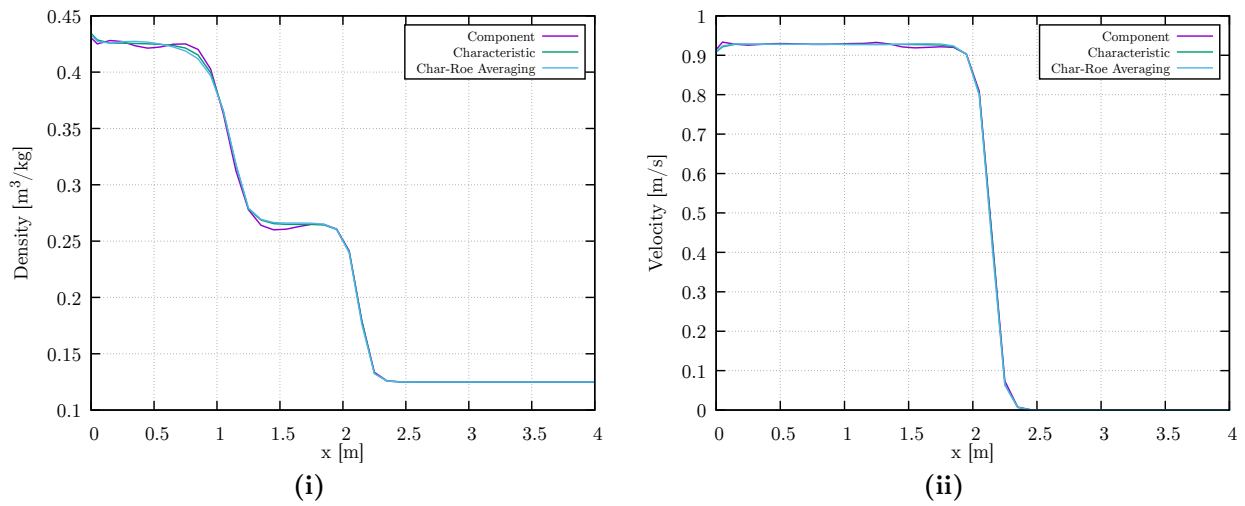 0.45
0.4
0.35
0.3
0.25
0.2
0.15
0.1
Density [m³/kg]
0 0.5 1 1.5 2 2.5 3 3.5 4
x [m]
Component
Characteristic
Char-Roe Averaging
(i)
1
0.9
0.8
0.7
0.6
0.5
0.4
0.3
0.2
0.1
0
Velocity [m/s]
0 0.5 1 1.5 2 2.5 3 3.5 4
x [m]
Component
Characteristic
Char-Roe Averaging
(ii)